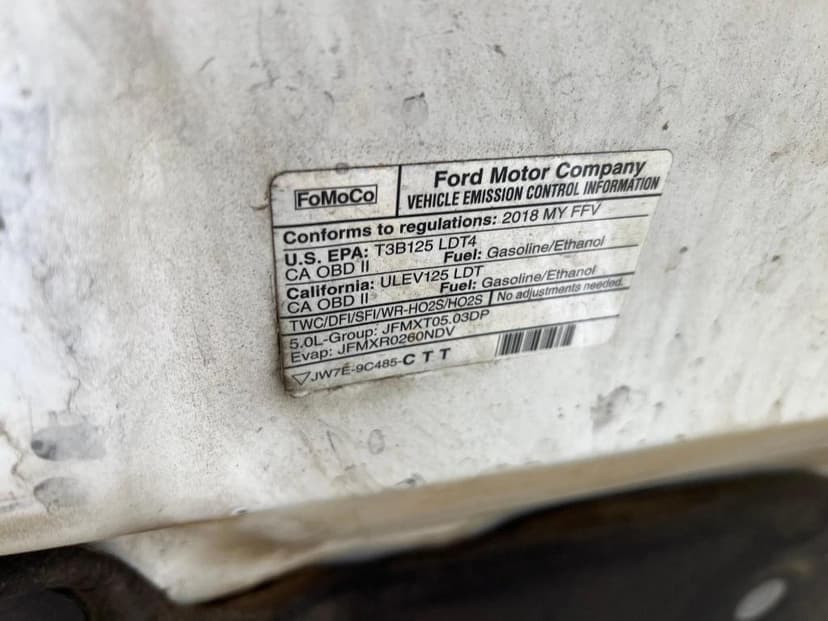 FoMoCo
Ford Motor Company
VEHICLE EMISSION CONTROL INFORMATION
Conforms to regulations: 2018 MY FFV
U.S. EPA: T3B125 LDT4
CA OBD II Fuel: Gasoline/Ethanol
California: ULEV125 LDT
CA OBD II Fuel: Gasoline/Ethanol
TWC/DFI/SFI/WR-HO2S/HO2S No adjustments needed.
5.0L-Group: JFMXT05.03DP
Evap: JFMXR0260NDV
JW7E-9C485-CTT